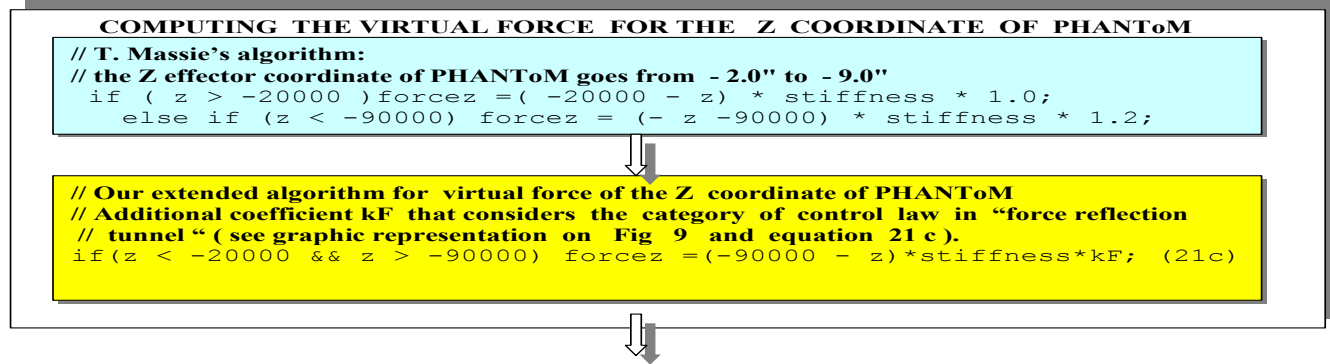 COMPUTING THE VIRTUAL FORCE FOR THE Z COORDINATE OF PHANToM
// T. Massie's algorithm:
// the Z effector coordinate of PHANToM goes from - 2.0" to - 9.0"
if ( z > -20000 )forcez =( -20000 - z) * stiffness * 1.0;
else if (z < -90000) forcez = (- z -90000) * stiffness * 1.2;
// Our extended algorithm for virtual force of the Z coordinate of PHANToM
// Additional coefficient kF that considers the category of control law in “force reflection
// tunnel “ ( see graphic representation on Fig 9 and equation 21 c ).
if(z < -20000 && z > -90000) forcez =(-90000 - z)*stiffness*kF; (21c)